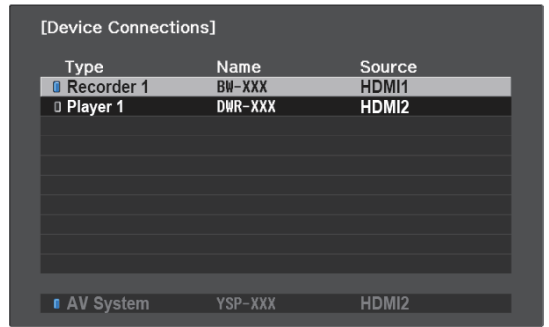 [Device Connections]
Type Name Source
Recorder 1 BW-XXX HDMI1
Player 1 DWR-XXX HDMI2
AV System YSP-XXX HDMI2